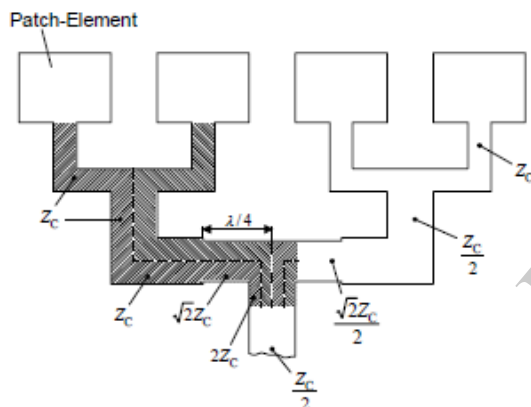 Patch-Element
Z_C
Z_C
λ/4
Z_C
Z_C/2
Z_C
√2Z_C
2Z_C
√2Z_C/2
Z_C/2